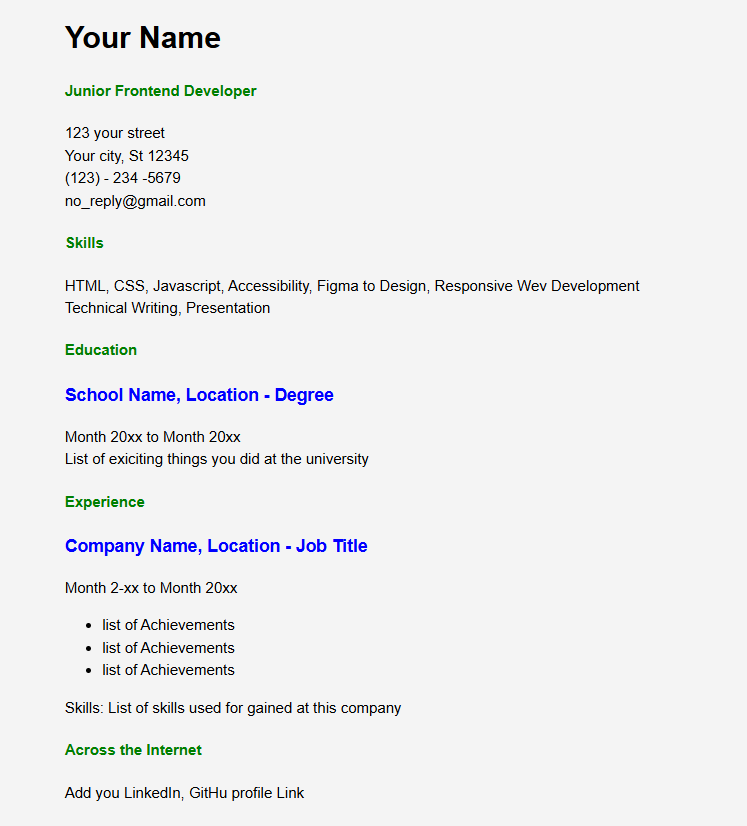 Your Name
Junior Frontend Developer
123 your street
Your city, St 12345
(123) - 234 -5679
no_reply@gmail.com
Skills
HTML, CSS, Javascript, Accessibility, Figma to Design, Responsive Wev Development
Technical Writing, Presentation
Education
School Name, Location - Degree
Month 20xx to Month 20xx
List of exiciting things you did at the university
Experience
Company Name, Location - Job Title
Month 2-xx to Month 20xx
• list of Achievements
• list of Achievements
• list of Achievements
Skills: List of skills used for gained at this company
Across the Internet
Add you LinkedIn, GitHu profile Link